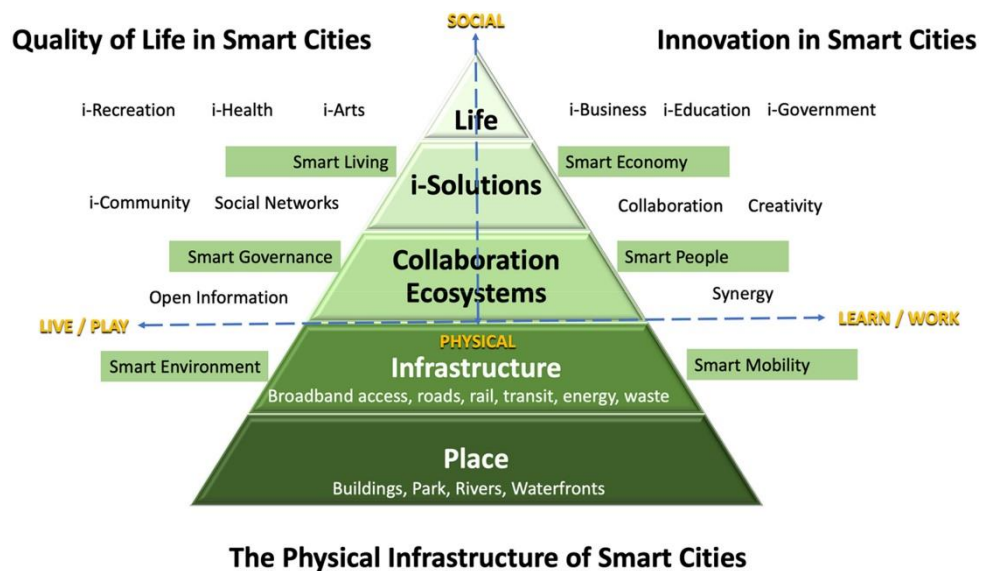 SOCIAL
Quality of Life in Smart Cities
Innovation in Smart Cities
i-Recreation i-Health i-Arts
Life
i-Business i-Education i-Government
Smart Living
i-Solutions
Smart Economy
i-Community Social Networks
Collaboration Creativity
Smart Governance
Collaboration
Ecosystems
Smart People
Open Information
Synergy
LIVE / PLAY
LEARN / WORK
PHYSICAL
Smart Environment
Infrastructure
Smart Mobility
Broadband access, roads, rail, transit, energy, waste
Place
Buildings, Park, Rivers, Waterfronts
The Physical Infrastructure of Smart Cities